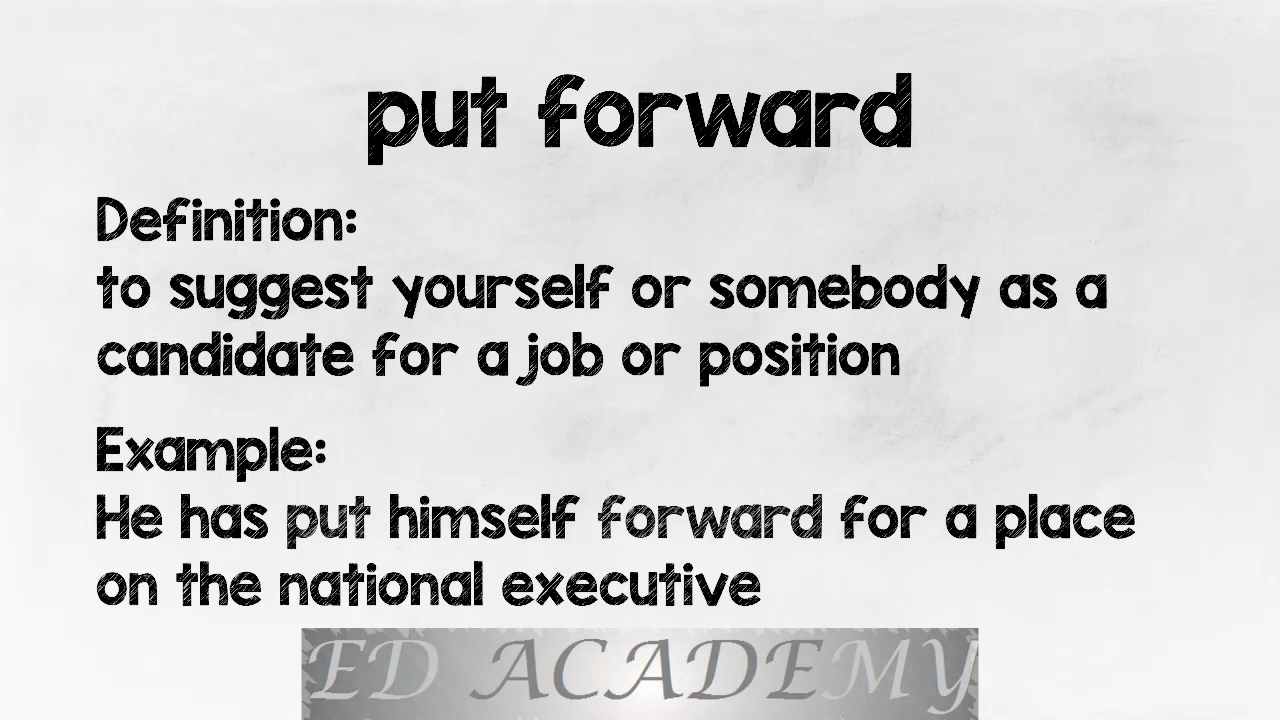 put forward
Definition:
to suggest yourself or somebody as a
candidate for a job or position
Example:
He has put himself forward for a place
on the national executive
ED ACADEMY